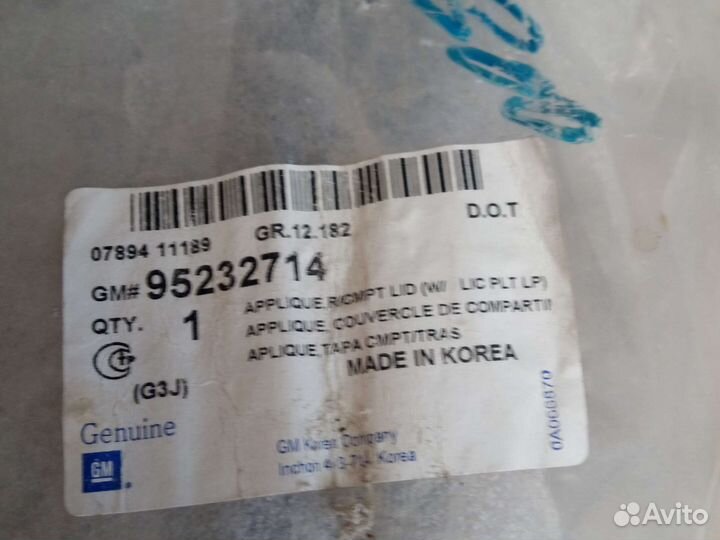 07894 11189 GR.12.182 D.O.T
GM# 95232714
QTY. 1
APPLIQUE,R/CMPT LID (W/ LIC PLT LP)
APPLIQUE, COUVERCLE DE COMPARTI
APLIQUE,TAPA CMPT/TRAS
MADE IN KOREA
(G3J)
Genuine
GM
GM Korea Company
Korea
0A066870
Avito